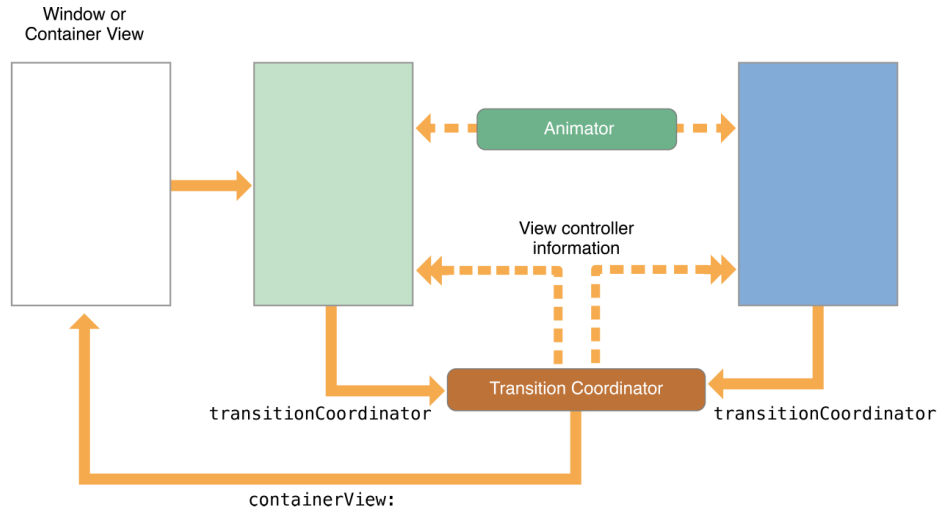 Window or
Container View
Animator
View controller
information
Transition Coordinator
transitionCoordinator
transitionCoordinator
containerView: